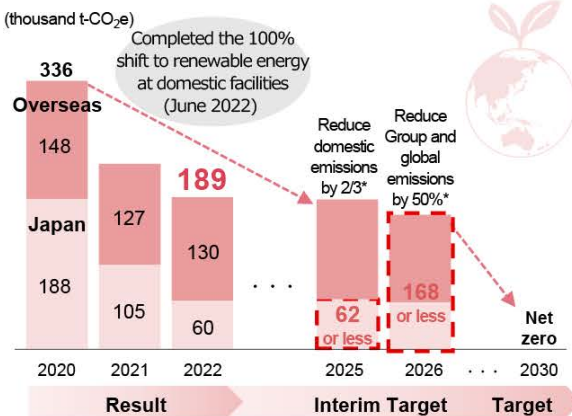 (thousand t-CO₂e)
Completed the 100%
shift to renewable energy
at domestic facilities
(June 2022)
336
Overseas
148
Japan
188
127
105
189
130
60
. . .
Reduce
domestic
emissions
by 2/3*
62
or less
Reduce
Group and
global
emissions
by 50%*
168
or less
Net
zero
2020 2021 2022 2025 2026 . . . 2030
Result Interim Target Target